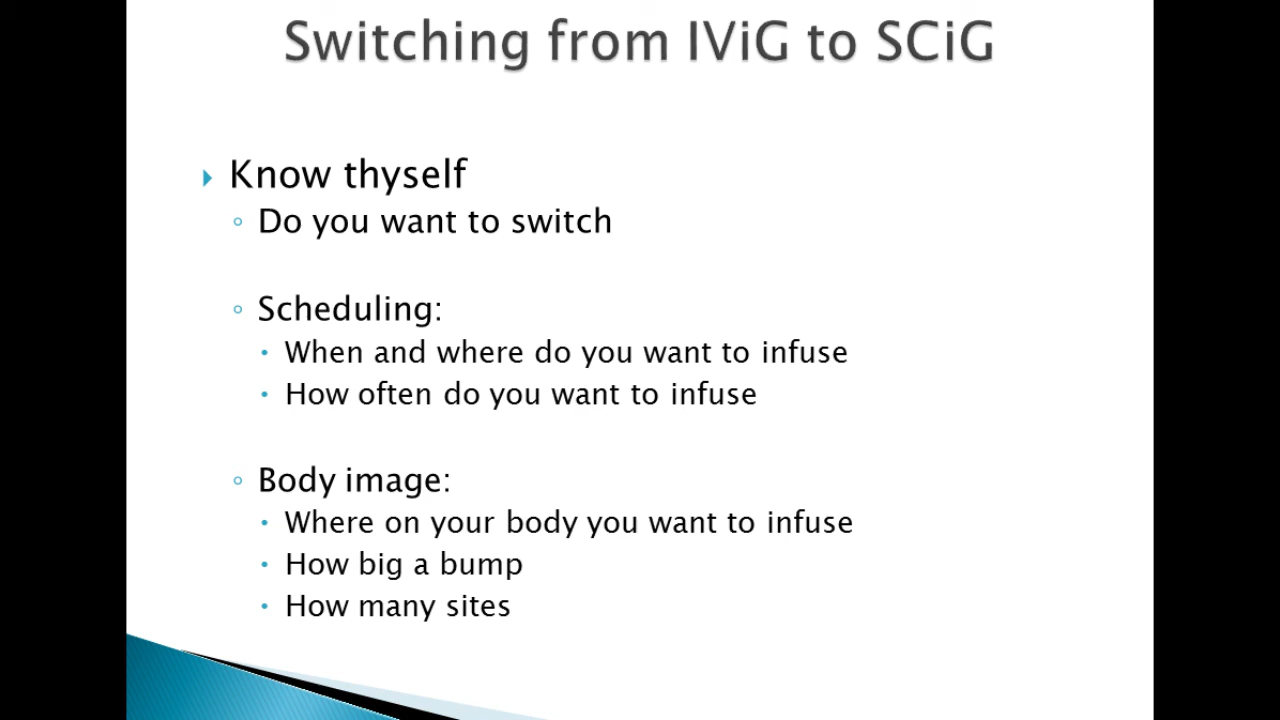 Switching from IViG to SCiG
Know thyself
Do you want to switch
Scheduling:
When and where do you want to infuse
How often do you want to infuse
Body image:
Where on your body you want to infuse
How big a bump
How many sites